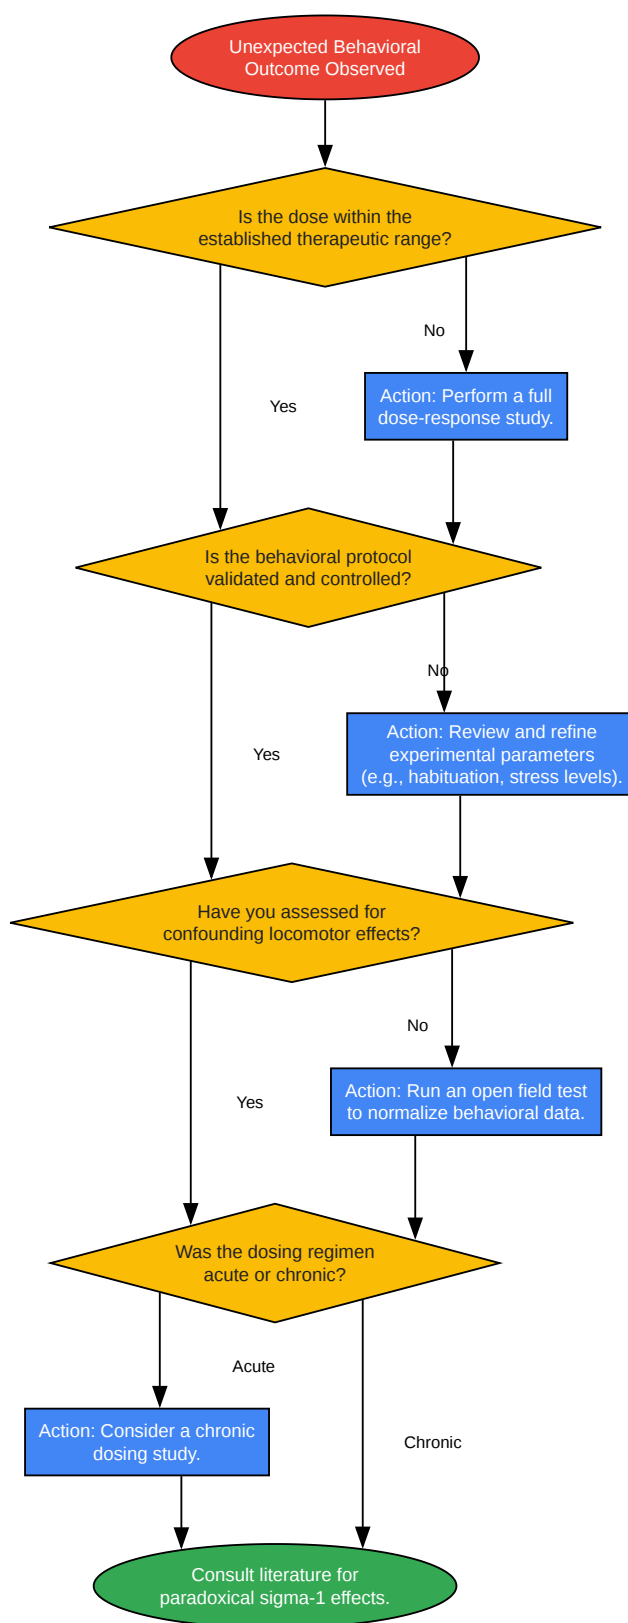 Unexpected Behavioral
Outcome Observed
Is the dose within the
established therapeutic range?
No
Action: Perform a full
dose-response study.
Yes
Is the behavioral protocol
validated and controlled?
No
Action: Review and refine
experimental parameters
(e.g., habituation, stress levels).
Yes
Have you assessed for
confounding locomotor effects?
No
Action: Run an open field test
to normalize behavioral data.
Yes
Was the dosing regimen
acute or chronic?
Acute
Action: Consider a chronic
dosing study.
Chronic
Consult literature for
paradoxical sigma-1 effects.